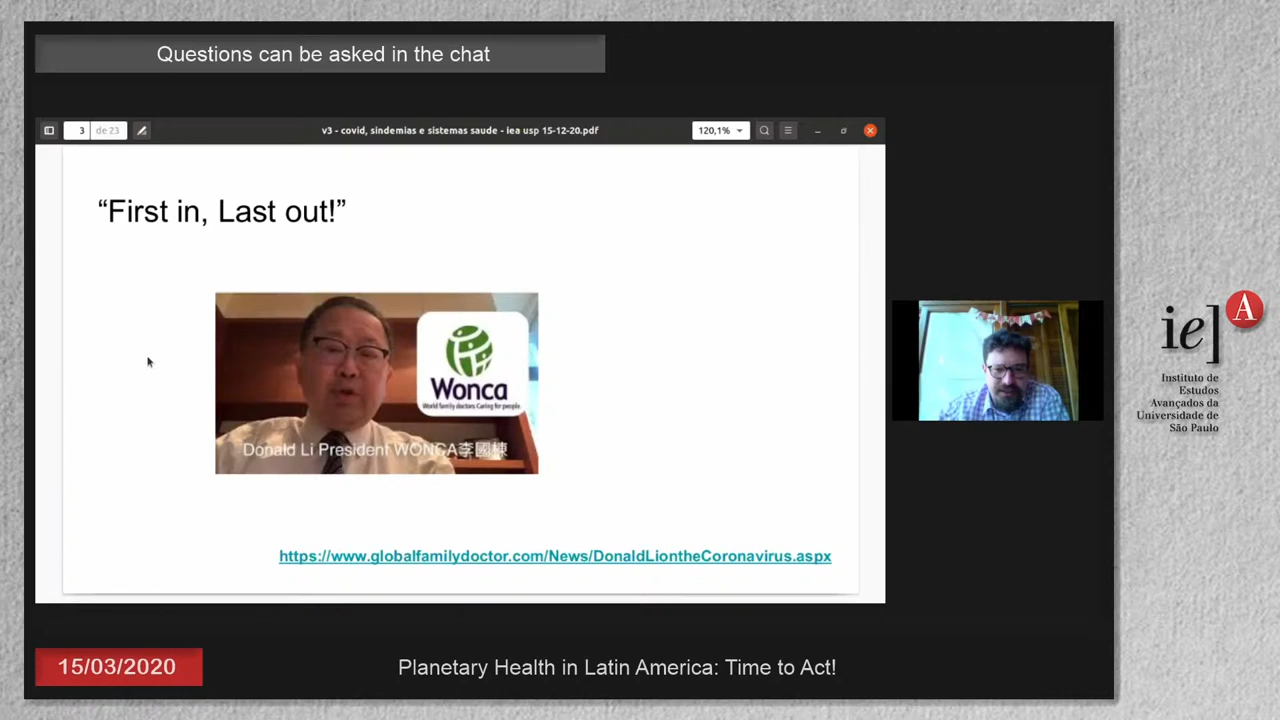 Questions can be asked in the chat
3 de 23
v3 - covid, sindemias e sistemas saude - iea usp 15-12-20.pdf
120,1%
“First in, Last out!”
Wonca
World family doctors. Caring for people.
Donald Li President WONCA李國棟
https://www.globalfamilydoctor.com/News/DonaldLiontheCoronavirus.aspx
ie]A
Instituto de
Estudos
Avançados da
Universidade de
São Paulo
15/03/2020
Planetary Health in Latin America: Time to Act!